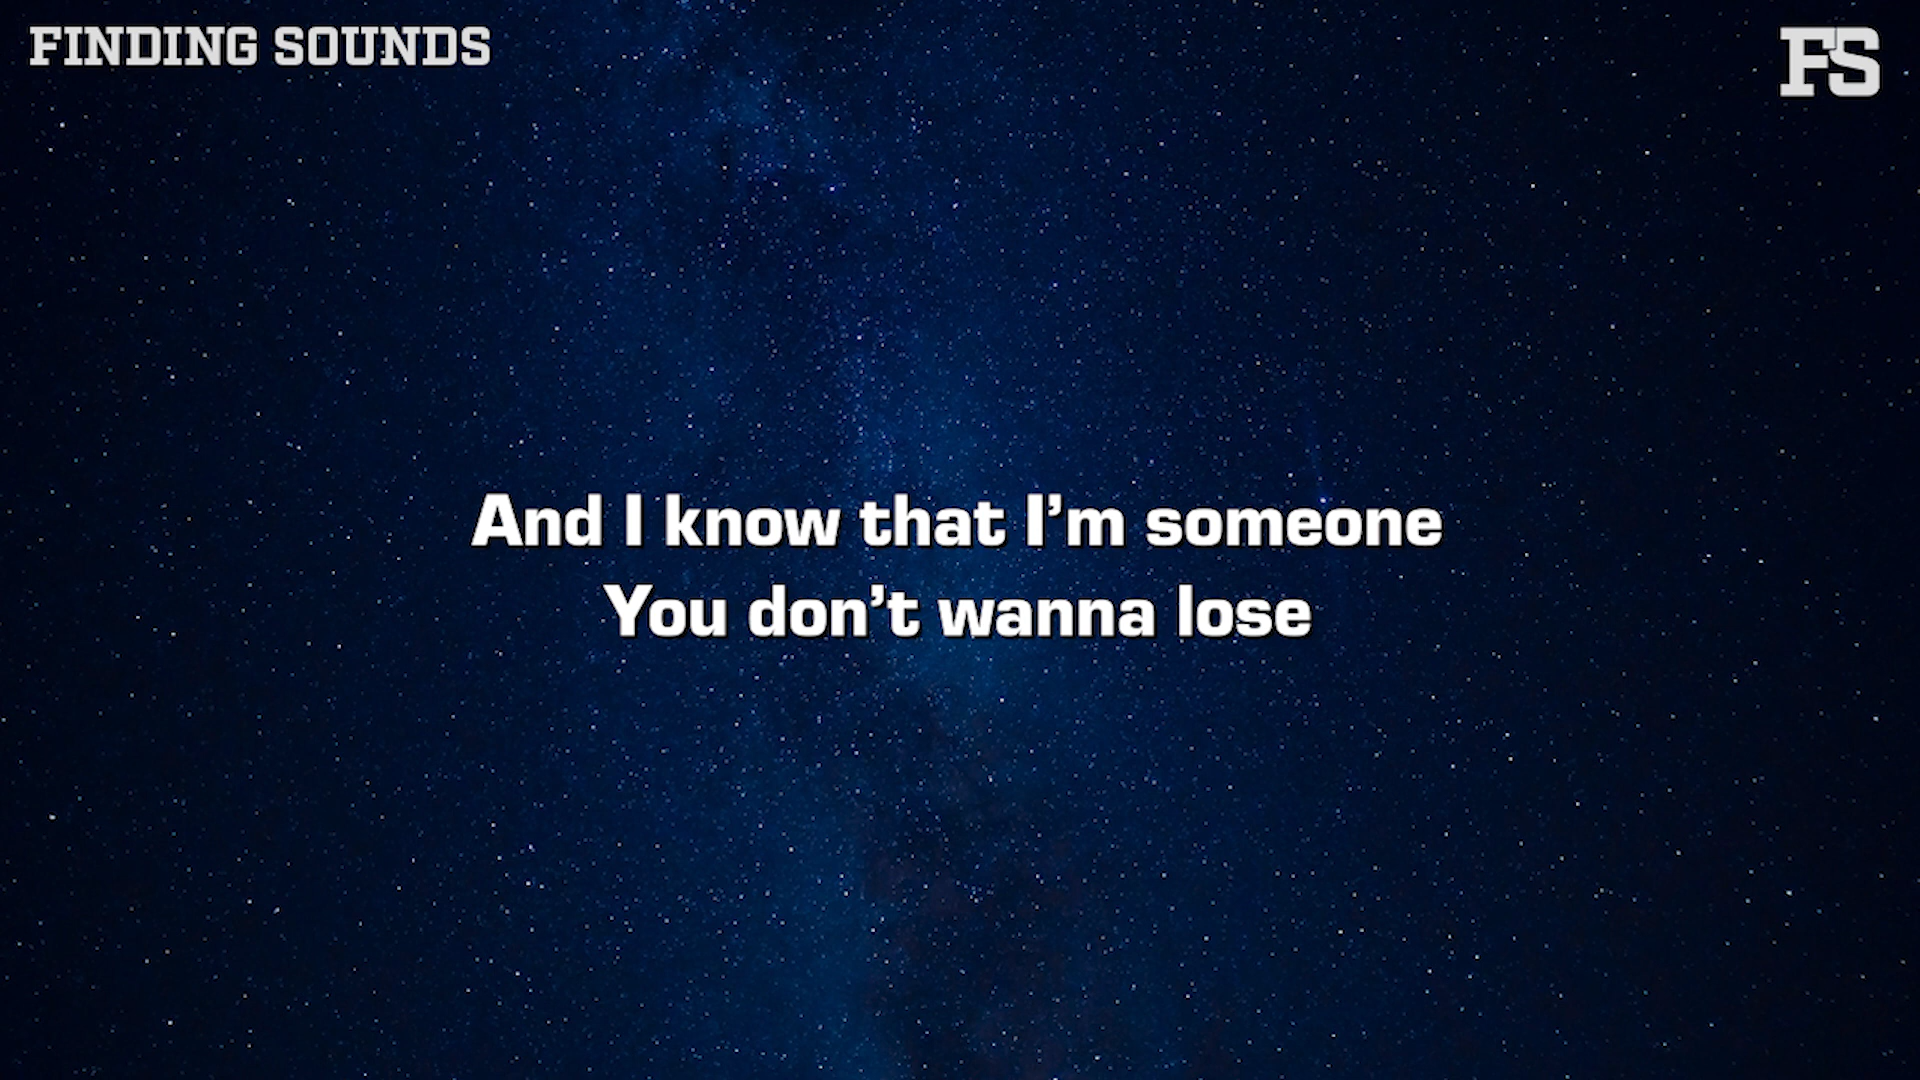 FINDING SOUNDS
FS
And I know that I’m someone
You don’t wanna lose